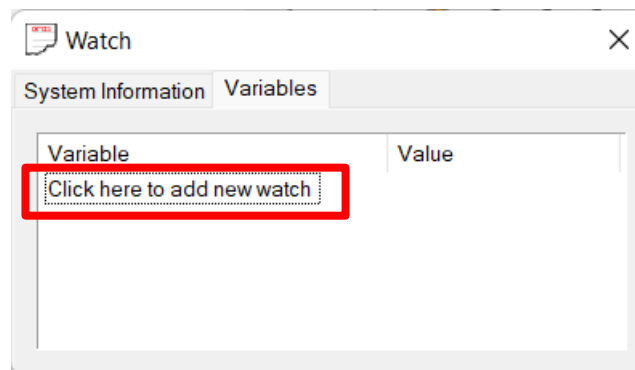 Watch
System Information Variables
Variable Value
Click here to add new watch